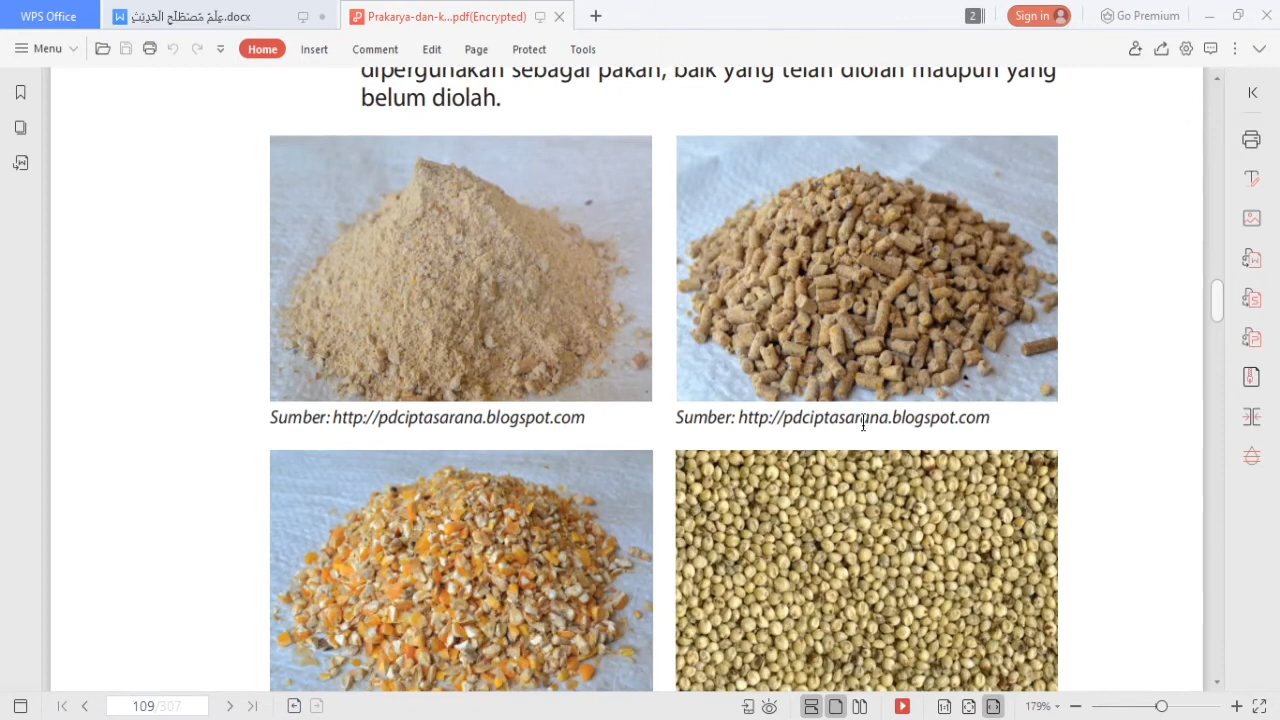 WPS Office
عِلْمُ مُصْطَلَحِ الْحَدِيْثِ.docx
Prakarya-dan-k...pdf(Encrypted)
2
Sign in
Go Premium
Menu
Home
Insert
Comment
Edit
Page
Protect
Tools
dipergunakan sebagai pakan, baik yang telah diolah maupun yang
belum diolah.
Sumber: http://pdciptasarana.blogspot.com
Sumber: http://pdciptasarana.blogspot.com
109/307
179%